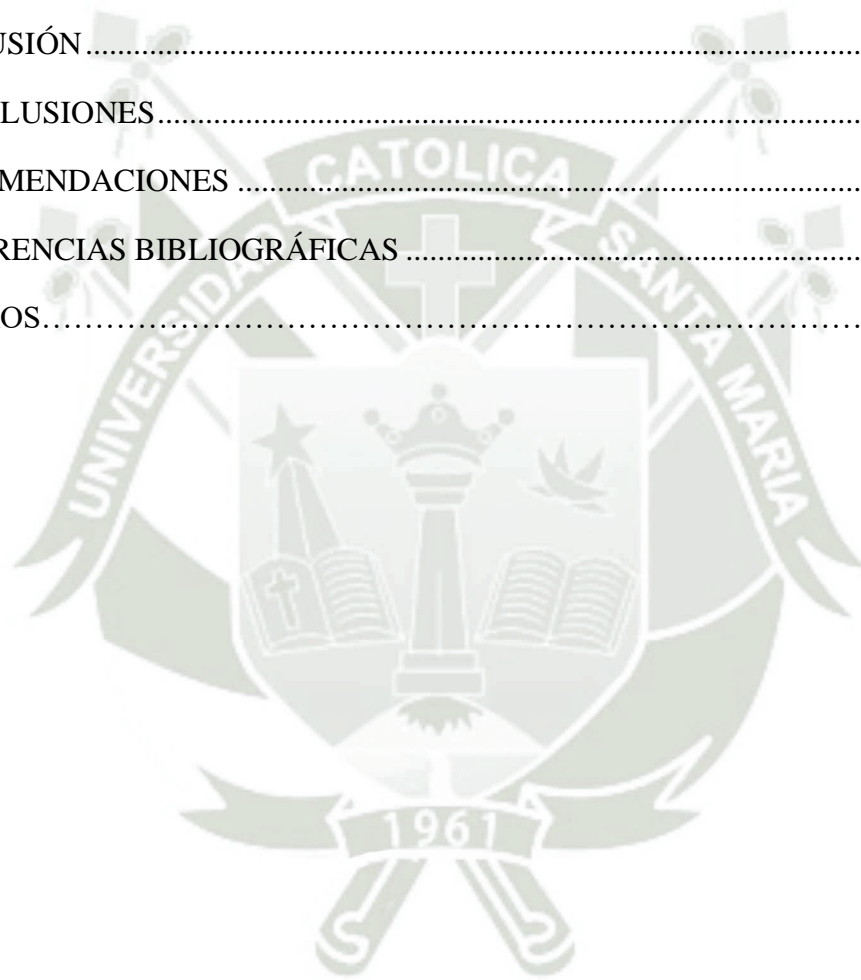 USIÓN
LUSIONES
MENDACIONES
RENCIAS BIBLIOGRÁFICAS
OS
UNIVERSIDAD CATOLICA SANTA MARIA
1961